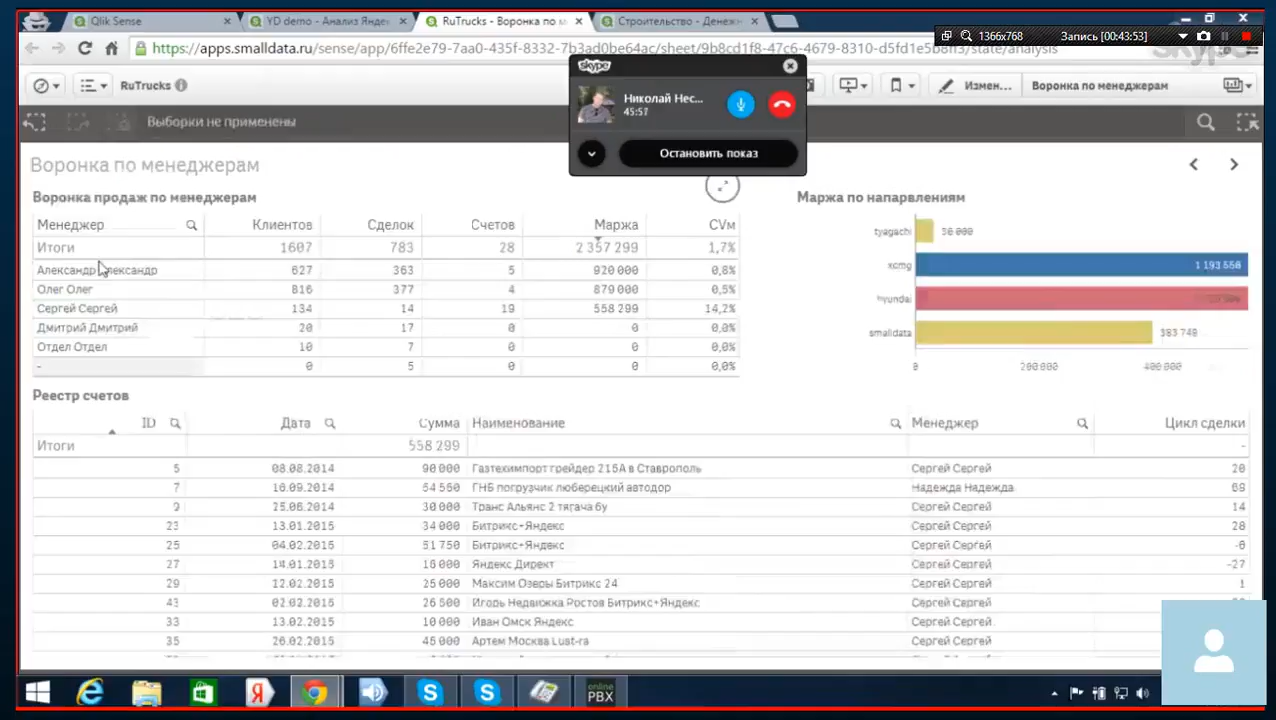 Qlik Sense
YD demo - Анализ Яндек
RuTrucks - Воронка по м
Строительство - Денежн
https://apps.smalldata.ru/sense/app/6ffe2e79-7aa0-435f-8332-7b3ad0be64ac/sheet/9b8cd1f8-47c6-4679-8310-d5fd1e5b8ff3/state/analysis
1366x768
Запись [00:43:53]
skype
Николай Нес...
45:57
Остановить показ
RuTrucks
Измен...
Воронка по менеджерам
Выборки не применены
Воронка по менеджерам
Воронка продаж по менеджерам
Менеджер Клиентов Сделок Счетов Маржа CVм
Итоги 1607 783 28 2 357 299 1,7%
Александр Александр 627 363 5 920 000 0,8%
Олег Олег 816 377 4 879 000 0,5%
Сергей Сергей 134 14 19 558 299 14,2%
Дмитрий Дмитрий 20 17 0 0 0,0%
Отдел Отдел 10 7 0 0 0,0%
- 0 5 0 0 0,0%
Маржа по напарвлениям
tyagachi
xcmg 1 193 550
hyundai
smalldata 383 749
0 200 000 400 000
Реестр счетов
ID Дата Сумма Наименование Менеджер Цикл сделки
Итоги 558 299 -
5 08.08.2014 90 000 Газтехимпорт грейдер 215А в Ставрополь Сергей Сергей 20
7 16.09.2014 54 550 ГНБ погрузчик люберецкий автодор Надежда Надежда 69
9 25.06.2014 30 000 Транс Альянс 2 тягача бу Сергей Сергей 14
23 13.01.2015 34 000 Битрикс+Яндекс Сергей Сергей 28
25 04.02.2015 51 750 Битрикс+Яндекс Сергей Сергей -0
27 14.01.2015 16 000 Яндекс Директ Сергей Сергей -27
29 12.02.2015 25 000 Максим Озеры Битрикс 24 Сергей Сергей 1
43 02.02.2015 26 500 Игорь Недвижка Ростов Битрикс+Яндекс Сергей Сергей
33 13.02.2015 10 000 Иван Омск Яндекс Сергей Сергей 0
35 26.02.2015 45 000 Артем Москва Lust-ra Сергей Сергей
online
PBX